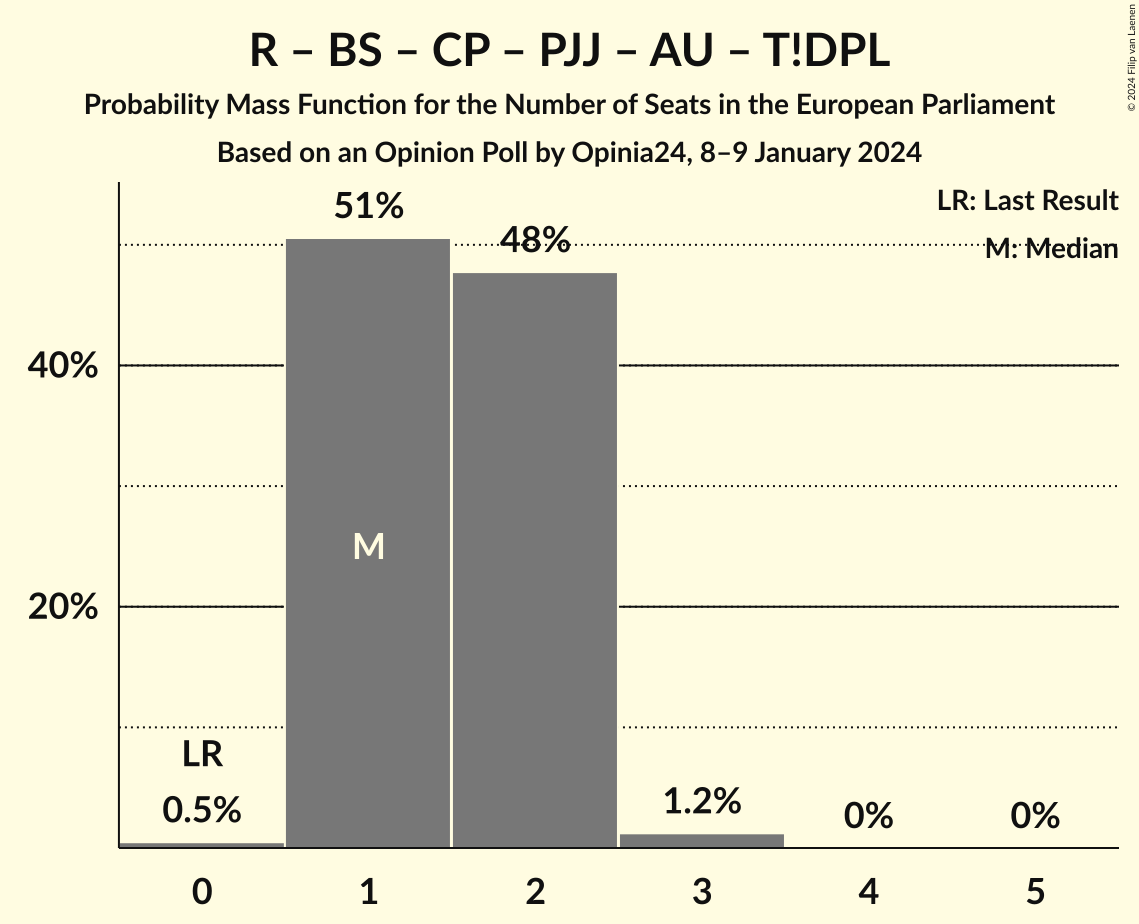 R – BS – CP – PJJ – AU – T!DPL
Probability Mass Function for the Number of Seats in the European Parliament
Based on an Opinion Poll by Opinia24, 8–9 January 2024
© 2024 Filip van Laenen
LR: Last Result
M: Median
51%
48%
40%
M
20%
LR
0.5%
1.2%
0%
0%
0
1
2
3
4
5